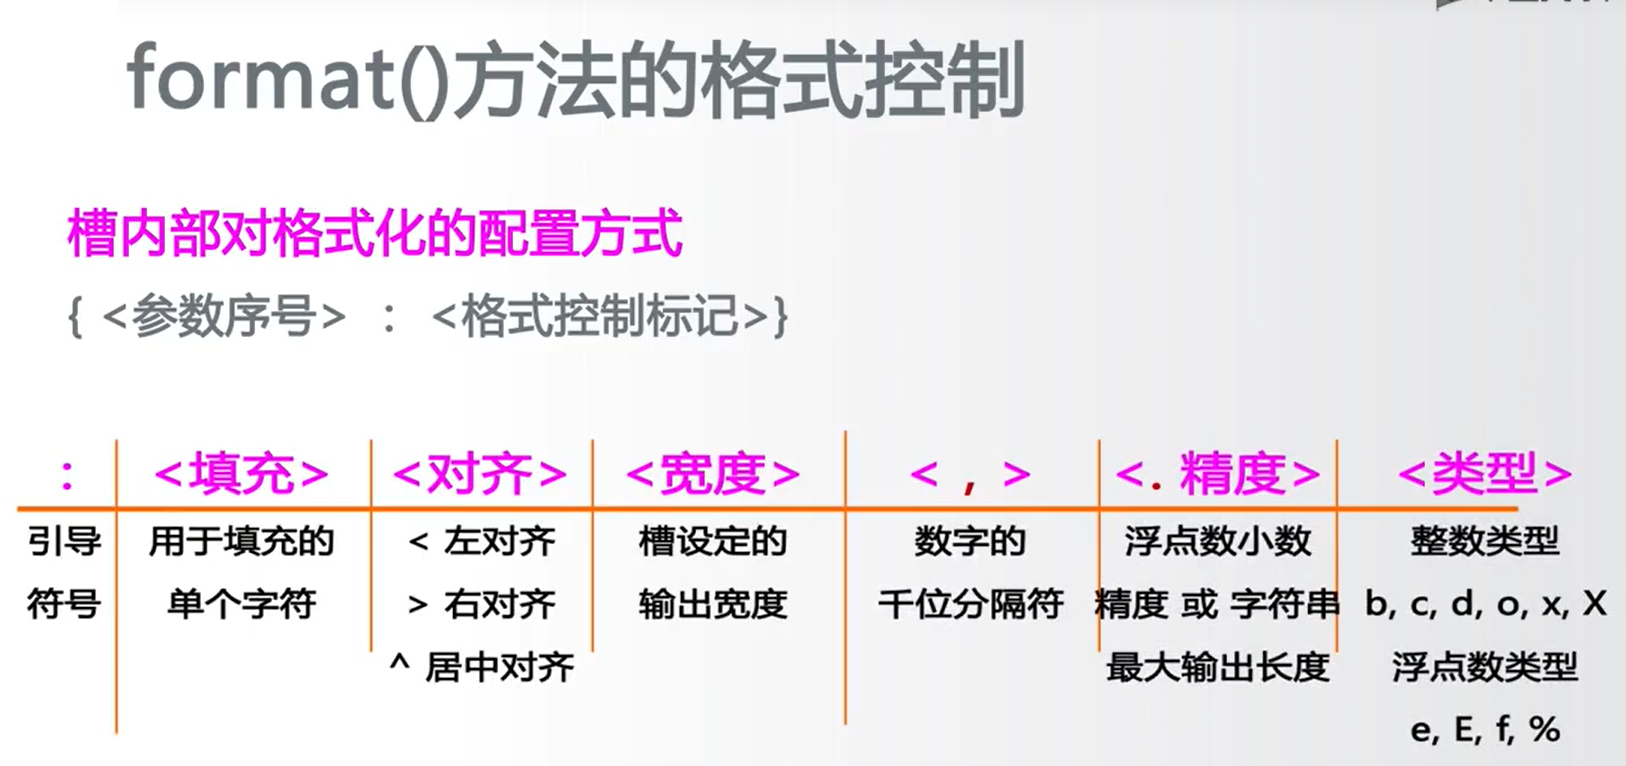 format()方法的格式控制
槽内部对格式化的配置方式
{ <参数序号> : <格式控制标记>}
: <填充> <对齐> <宽度> < , > <. 精度> <类型>
引导 用于填充的 < 左对齐 槽设定的 数字的 浮点数小数 整数类型
符号 单个字符 > 右对齐 输出宽度 千位分隔符 精度 或 字符串 b, c, d, o, x, X
^ 居中对齐 最大输出长度 浮点数类型
e, E, f, %